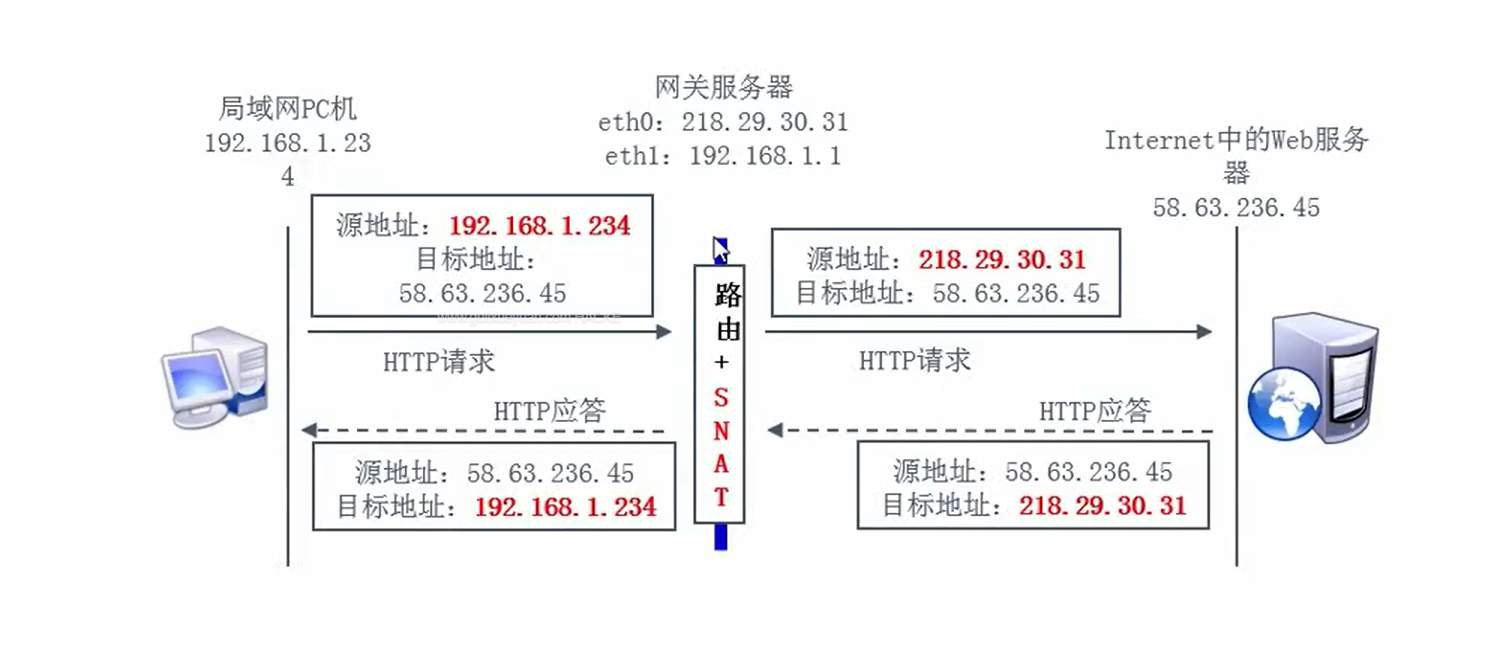 局域网PC机
192.168.1.23
4
网关服务器
eth0: 218.29.30.31
eth1: 192.168.1.1
Internet中的Web服务
器
58.63.236.45
源地址: 192.168.1.234
目标地址:
58.63.236.45
HTTP请求
路
由
+
S
N
A
T
源地址: 218.29.30.31
目标地址: 58.63.236.45
HTTP请求
HTTP应答
源地址: 58.63.236.45
目标地址: 192.168.1.234
HTTP应答
源地址: 58.63.236.45
目标地址: 218.29.30.31